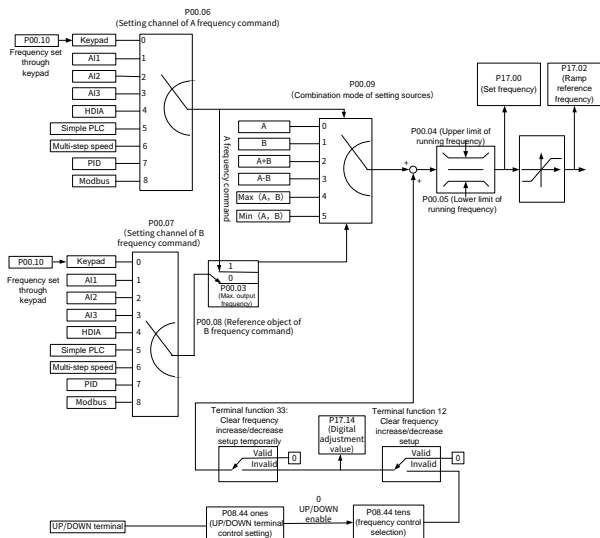 P00.06
(Setting channel of A frequency command)
P00.10
Frequency set
through
keypad
Keypad
0
AI1
1
AI2
2
AI3
3
HDIA
4
Simple PLC
5
Multi-step speed
6
PID
7
Modbus
8
A frequency command
P00.09
(Combination mode of setting sources)
A
0
B
1
A+B
2
A-B
3
Max (A, B)
4
Min (A, B)
5
+
+
P00.04 (Upper limit of
running frequency)
P00.05 (Lower limit of
running frequency)
P17.00
(Set frequency)
P17.02
(Ramp
reference
frequency)
P00.07
(Setting channel of B
frequency command)
P00.10
Frequency set
through
keypad
Keypad
0
AI1
1
AI2
2
AI3
3
HDIA
4
Simple PLC
5
Multi-step speed
6
PID
7
Modbus
8
1
0
P00.03
(Max. output
frequency)
P00.08 (Reference object of
B frequency command)
Terminal function 33:
Clear frequency
increase/decrease
setup temporarily
Valid
Invalid
0
P17.14
(Digital
adjustment
value)
Terminal function 12
Clear frequency
increase/decrease
setup
Valid
Invalid
0
UP/DOWN terminal
P08.44 ones
(UP/DOWN terminal
control setting)
0
UP/DOWN
enable
P08.44 tens
(frequency control
selection)